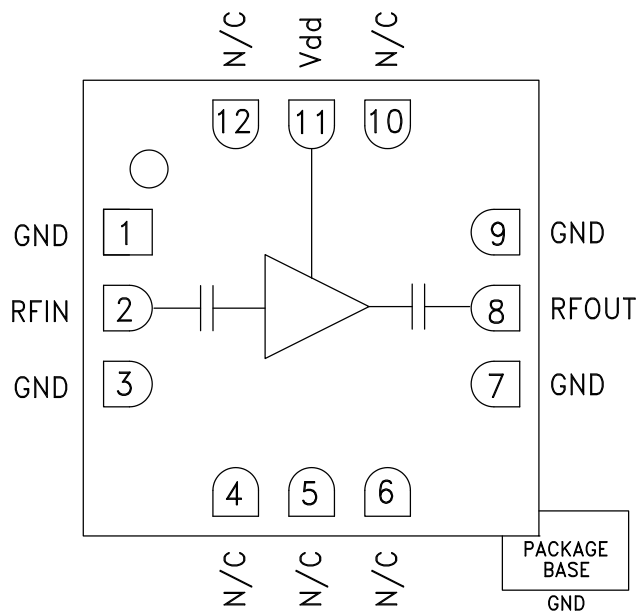 N/C Vdd N/C
12 11 10
GND 1 9 GND
RFIN 2 8 RFOUT
GND 3 7 GND
4 5 6
N/C N/C N/C
PACKAGE
BASE
GND